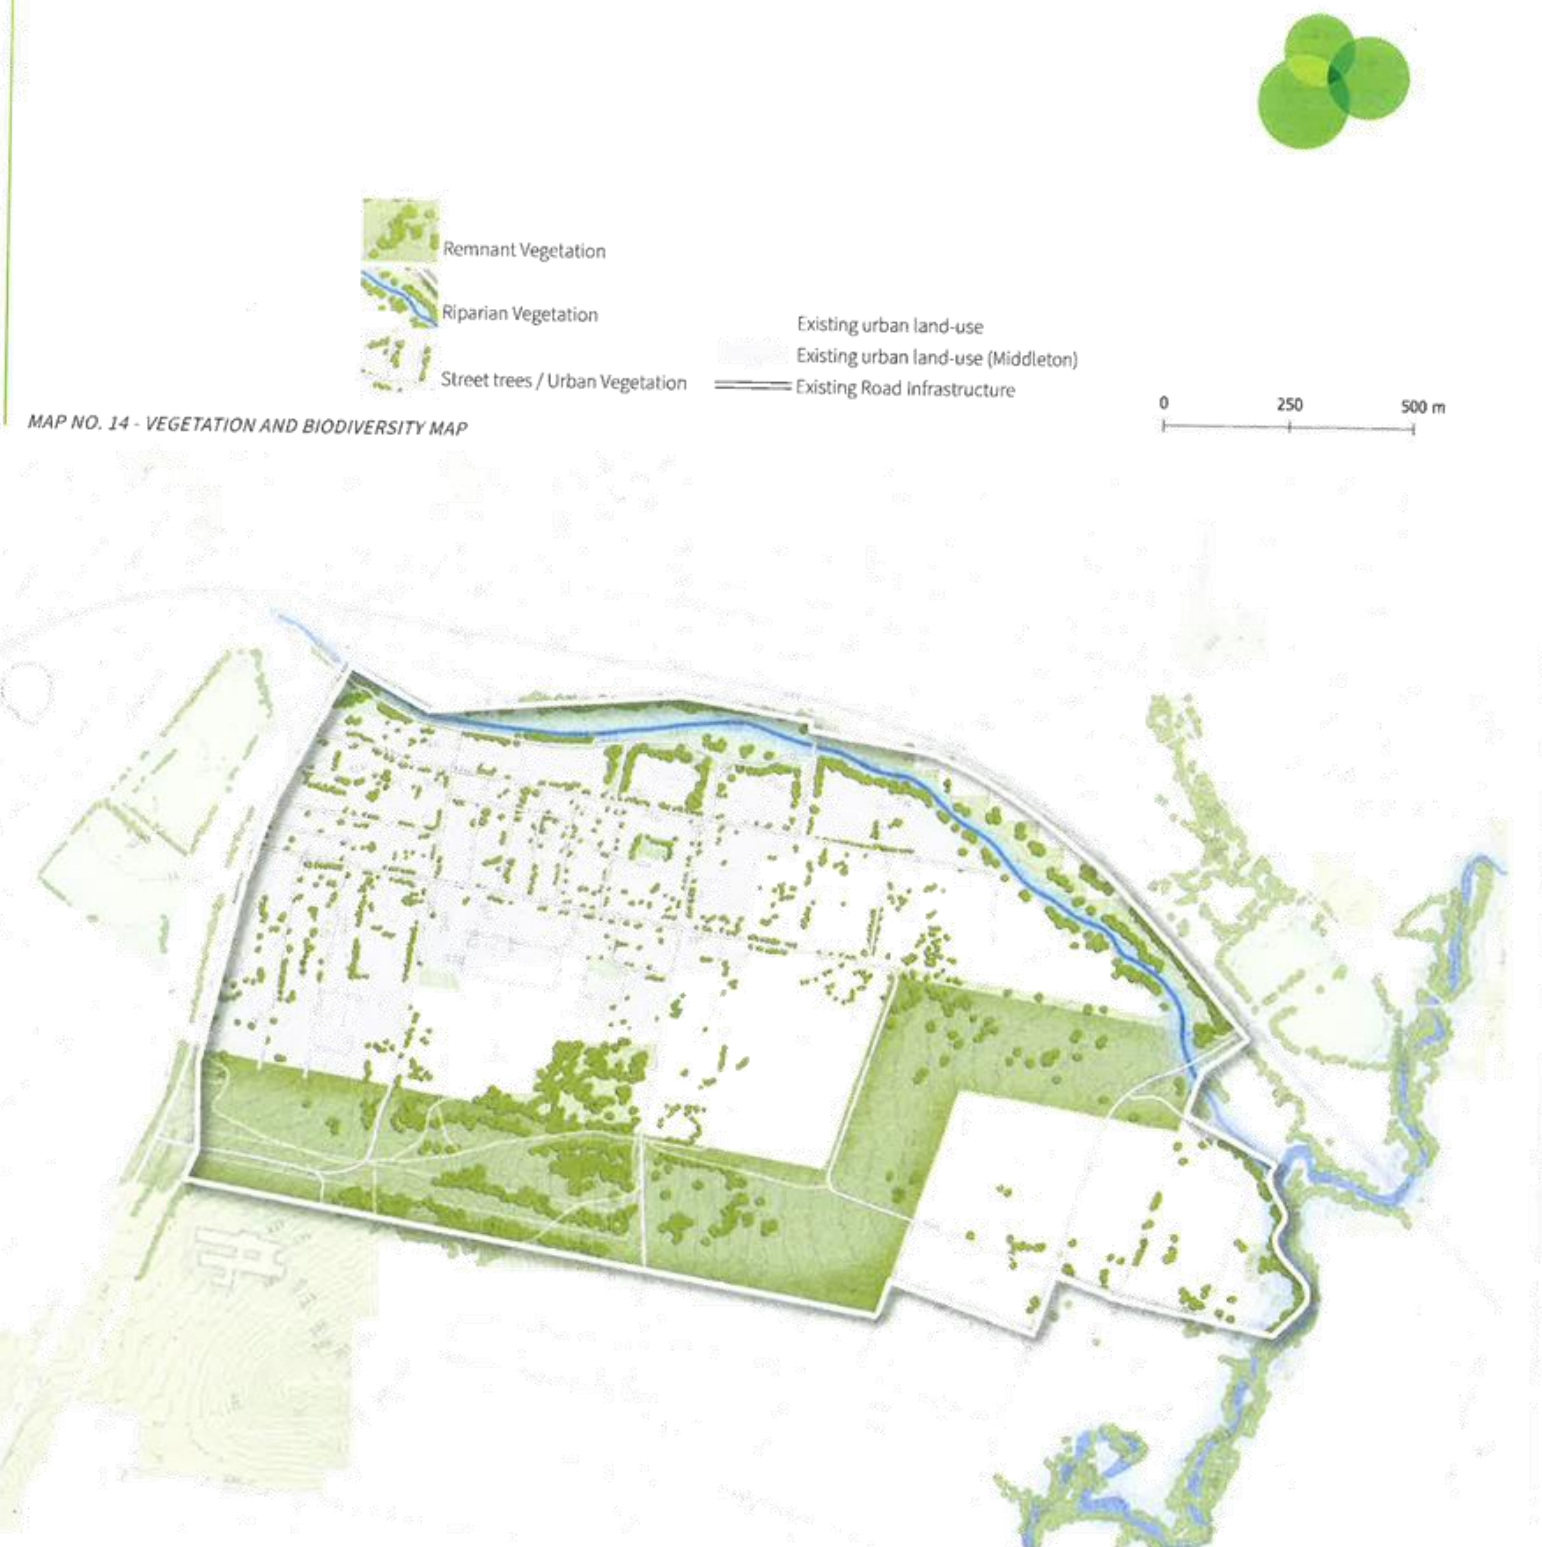 Remnant Vegetation
Riparian Vegetation
Street trees / Urban Vegetation
Existing urban land-use
Existing urban land-use (Middleton)
Existing Road Infrastructure
0 250 500 m
MAP NO. 14 - VEGETATION AND BIODIVERSITY MAP